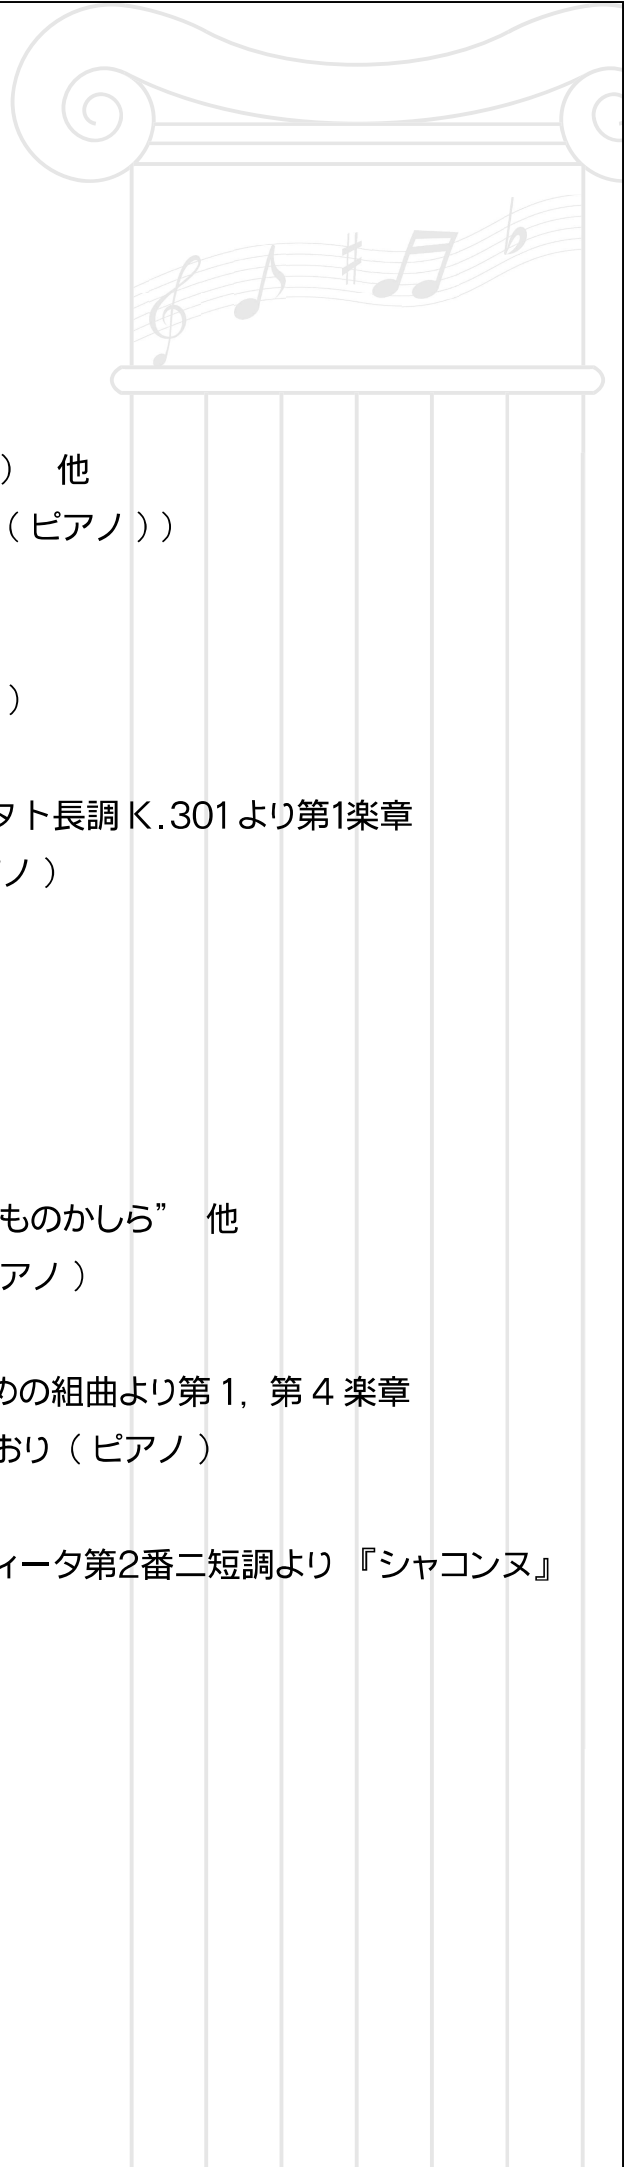 ） 他
（ピアノ））
）
タト長調 K.301より第1楽章
ノ ）
ものかしら” 他
アノ ）
めの組曲より第 1, 第 4 楽章
おり（ ピアノ ）
ィータ第2番ニ短調より 『シャコンヌ』